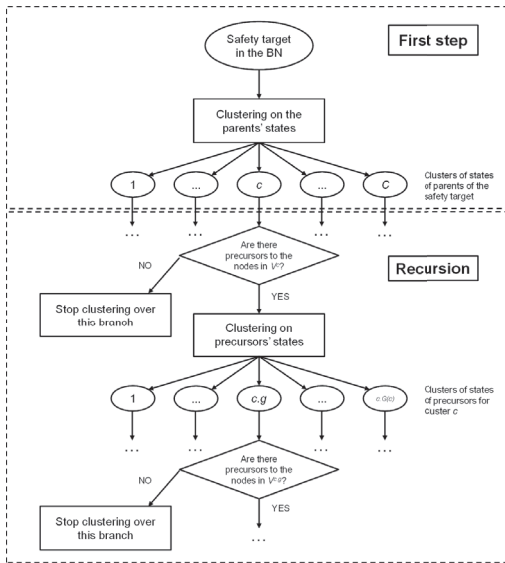 Safety target
in the BN
First step
Clustering on the
parents' states
1
...
c
...
C
Clusters of states
of parents of the
safety target
...
...
...
...
Are there
precursors to the
nodes in Vᶜ?
NO
Recursion
Stop clustering over
this branch
YES
Clustering on
precursors' states
1
...
c.g
...
c.G(c)
Clusters of states
of precursors for
cluster c
...
...
...
...
Are there
precursors to the
nodes in Vᶜ·ᵍ?
NO
Stop clustering over
this branch
YES
...